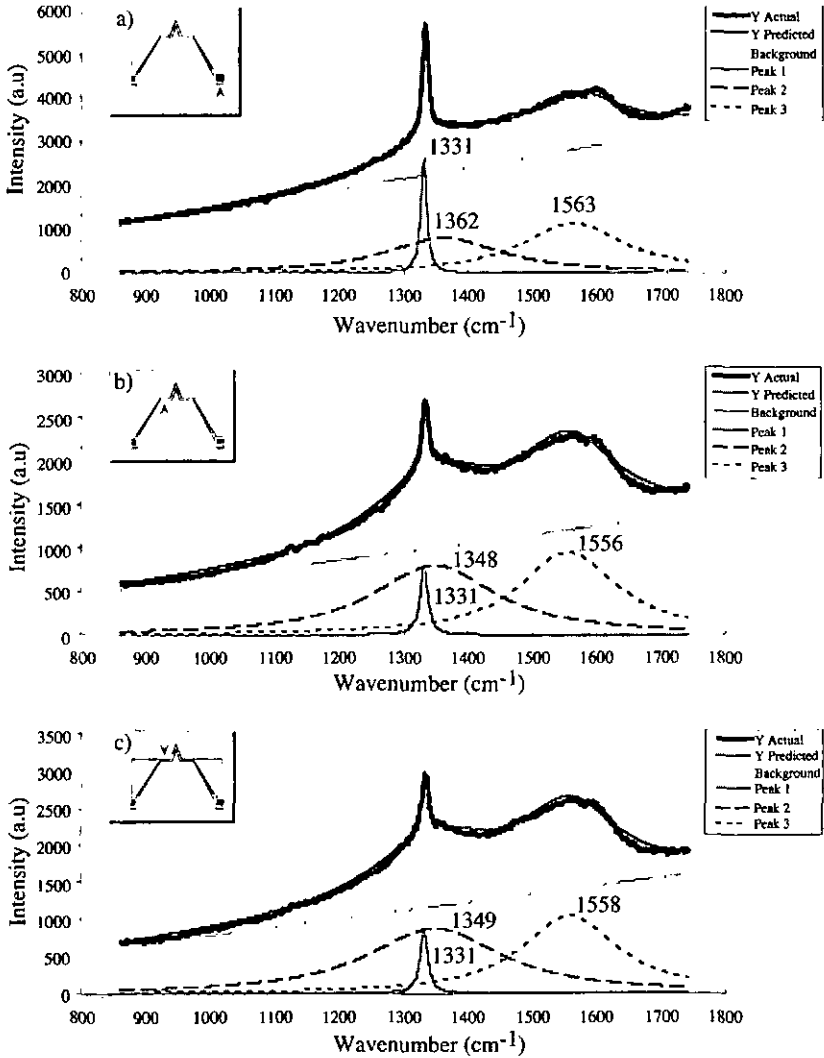 a)
6000
5000
4000
3000
2000
1000
0
Intensity (a.u)
1331
1362
1563
800 900 1000 1100 1200 1300 1400 1500 1600 1700 1800
Wavenumber (cm-1)
Y Actual
Y Predicted
Background
Peak 1
Peak 2
Peak 3
b)
3000
2500
2000
1500
1000
500
0
Intensity (a.u)
1348
1331
1556
800 900 1000 1100 1200 1300 1400 1500 1600 1700 1800
Wavenumber (cm-1)
Y Actual
Y Predicted
Background
Peak 1
Peak 2
Peak 3
c)
3500
3000
2500
2000
1500
1000
500
0
Intensity (a.u)
1349
1331
1558
800 900 1000 1100 1200 1300 1400 1500 1600 1700 1800
Wavenumber (cm-1)
Y Actual
Y Predicted
Background
Peak 1
Peak 2
Peak 3